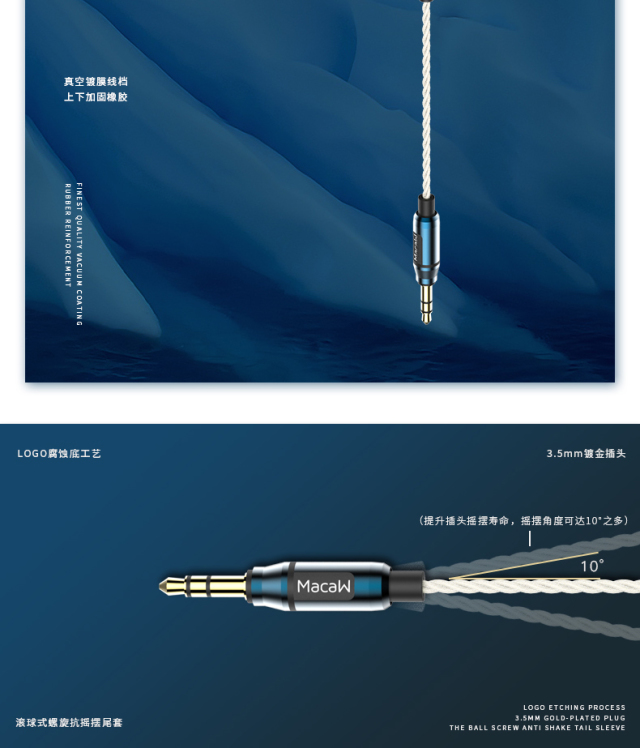 真空镀膜线档
上下加固橡胶
FINEST QUALITY VACUUM COATING
RUBBER REINFORCEMENT
LOGO腐蚀底工艺
3.5mm镀金插头
（提升插头摇摆寿命，摇摆角度可达10°之多）
10°
MacaW
滚球式螺旋抗摇摆尾套
LOGO ETCHING PROCESS
3.5MM GOLD-PLATED PLUG
THE BALL SCREW ANTI SHAKE TAIL SLEEVE